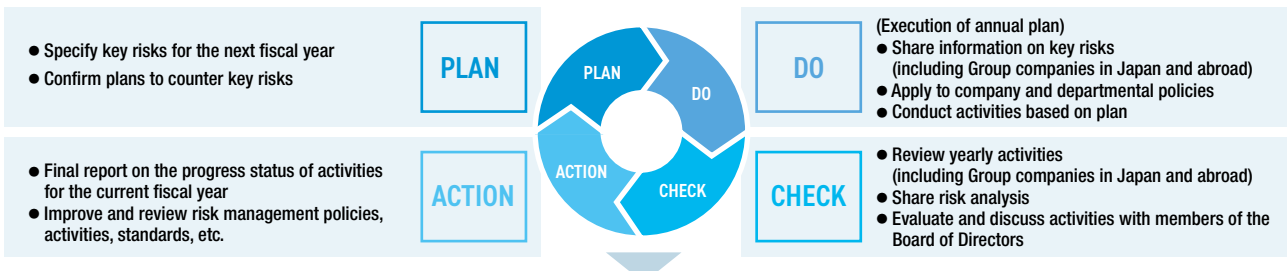 ● Specify key risks for the next fiscal year
● Confirm plans to counter key risks
PLAN
PLAN
DO
ACTION
CHECK
DO
(Execution of annual plan)
● Share information on key risks
(including Group companies in Japan and abroad)
● Apply to company and departmental policies
● Conduct activities based on plan
● Final report on the progress status of activities
for the current fiscal year
● Improve and review risk management policies,
activities, standards, etc.
ACTION
CHECK
● Review yearly activities
(including Group companies in Japan and abroad)
● Share risk analysis
● Evaluate and discuss activities with members of the
Board of Directors